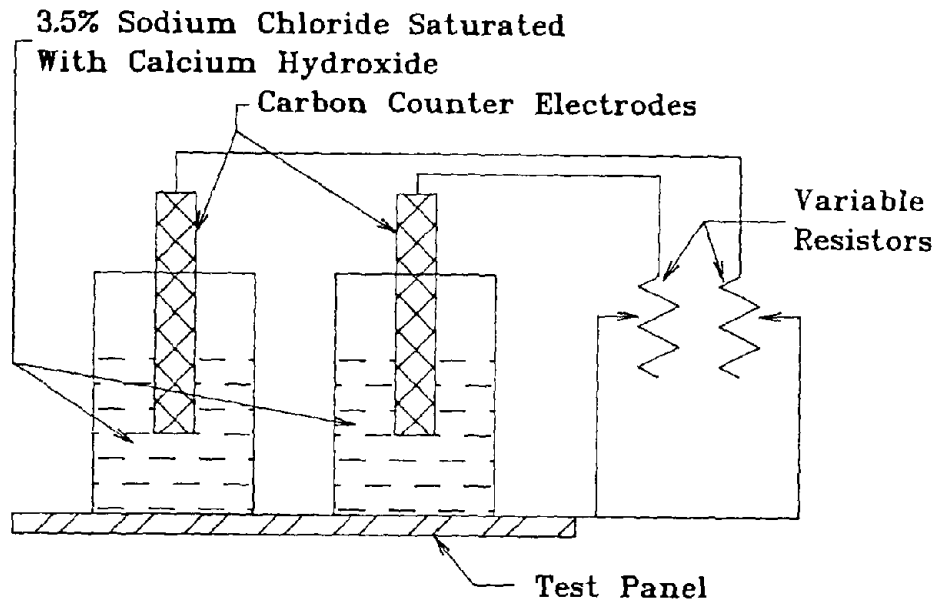 3.5% Sodium Chloride Saturated
With Calcium Hydroxide
Carbon Counter Electrodes
Variable
Resistors
Test Panel